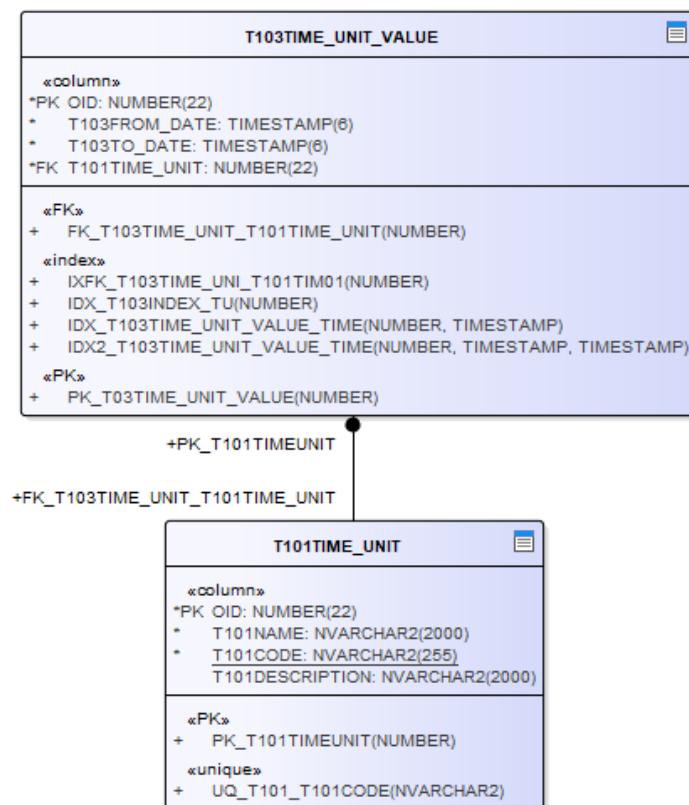 T103TIME_UNIT_VALUE
«column»
*PK OID: NUMBER(22)
* T103FROM_DATE: TIMESTAMP(6)
* T103TO_DATE: TIMESTAMP(6)
*FK T101TIME_UNIT: NUMBER(22)
«FK»
+ FK_T103TIME_UNIT_T101TIME_UNIT(NUMBER)
«index»
+ IXFK_T103TIME_UNI_T101TIM01(NUMBER)
+ IDX_T103INDEX_TU(NUMBER)
+ IDX_T103TIME_UNIT_VALUE_TIME(NUMBER, TIMESTAMP)
+ IDX2_T103TIME_UNIT_VALUE_TIME(NUMBER, TIMESTAMP, TIMESTAMP)
«PK»
+ PK_T03TIME_UNIT_VALUE(NUMBER)
+PK_T101TIMEUNIT
+FK_T103TIME_UNIT_T101TIME_UNIT
T101TIME_UNIT
«column»
*PK OID: NUMBER(22)
* T101NAME: NVARCHAR2(2000)
* T101CODE: NVARCHAR2(255)
T101DESCRIPTION: NVARCHAR2(2000)
«PK»
+ PK_T101TIMEUNIT(NUMBER)
«unique»
+ UQ_T101_T101CODE(NVARCHAR2)